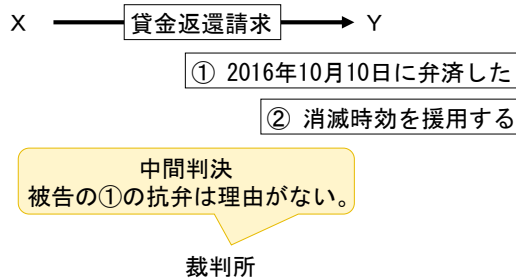 X 貸金返還請求 Y
① 2016年10月10日に弁済した
② 消滅時効を援用する
中間判決
被告の①の抗弁は理由がない。
裁判所